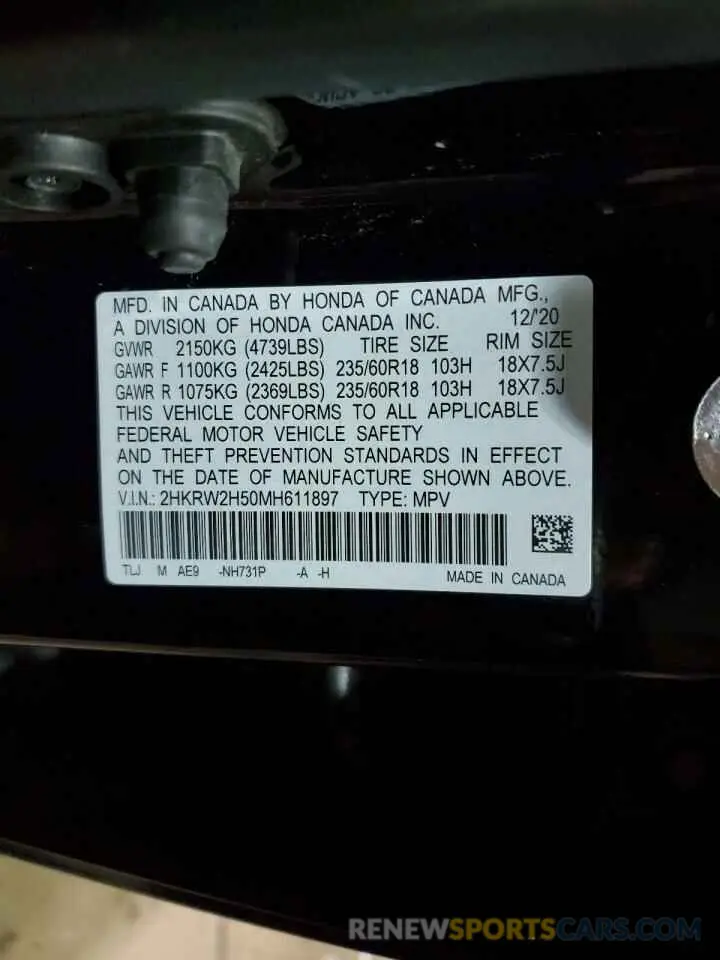 MFD. IN CANADA BY HONDA OF CANADA MFG.,
A DIVISION OF HONDA CANADA INC. 12/'20
GVWR 2150KG (4739LBS) TIRE SIZE RIM SIZE
GAWR F 1100KG (2425LBS) 235/60R18 103H 18X7.5J
GAWR R 1075KG (2369LBS) 235/60R18 103H 18X7.5J
THIS VEHICLE CONFORMS TO ALL APPLICABLE
FEDERAL MOTOR VEHICLE SAFETY
AND THEFT PREVENTION STANDARDS IN EFFECT
ON THE DATE OF MANUFACTURE SHOWN ABOVE.
V.I.N.: 2HKRW2H50MH611897 TYPE: MPV
TLJ M AE9 -NH731P -A -H MADE IN CANADA
RENEWSPORTSCARS.COM